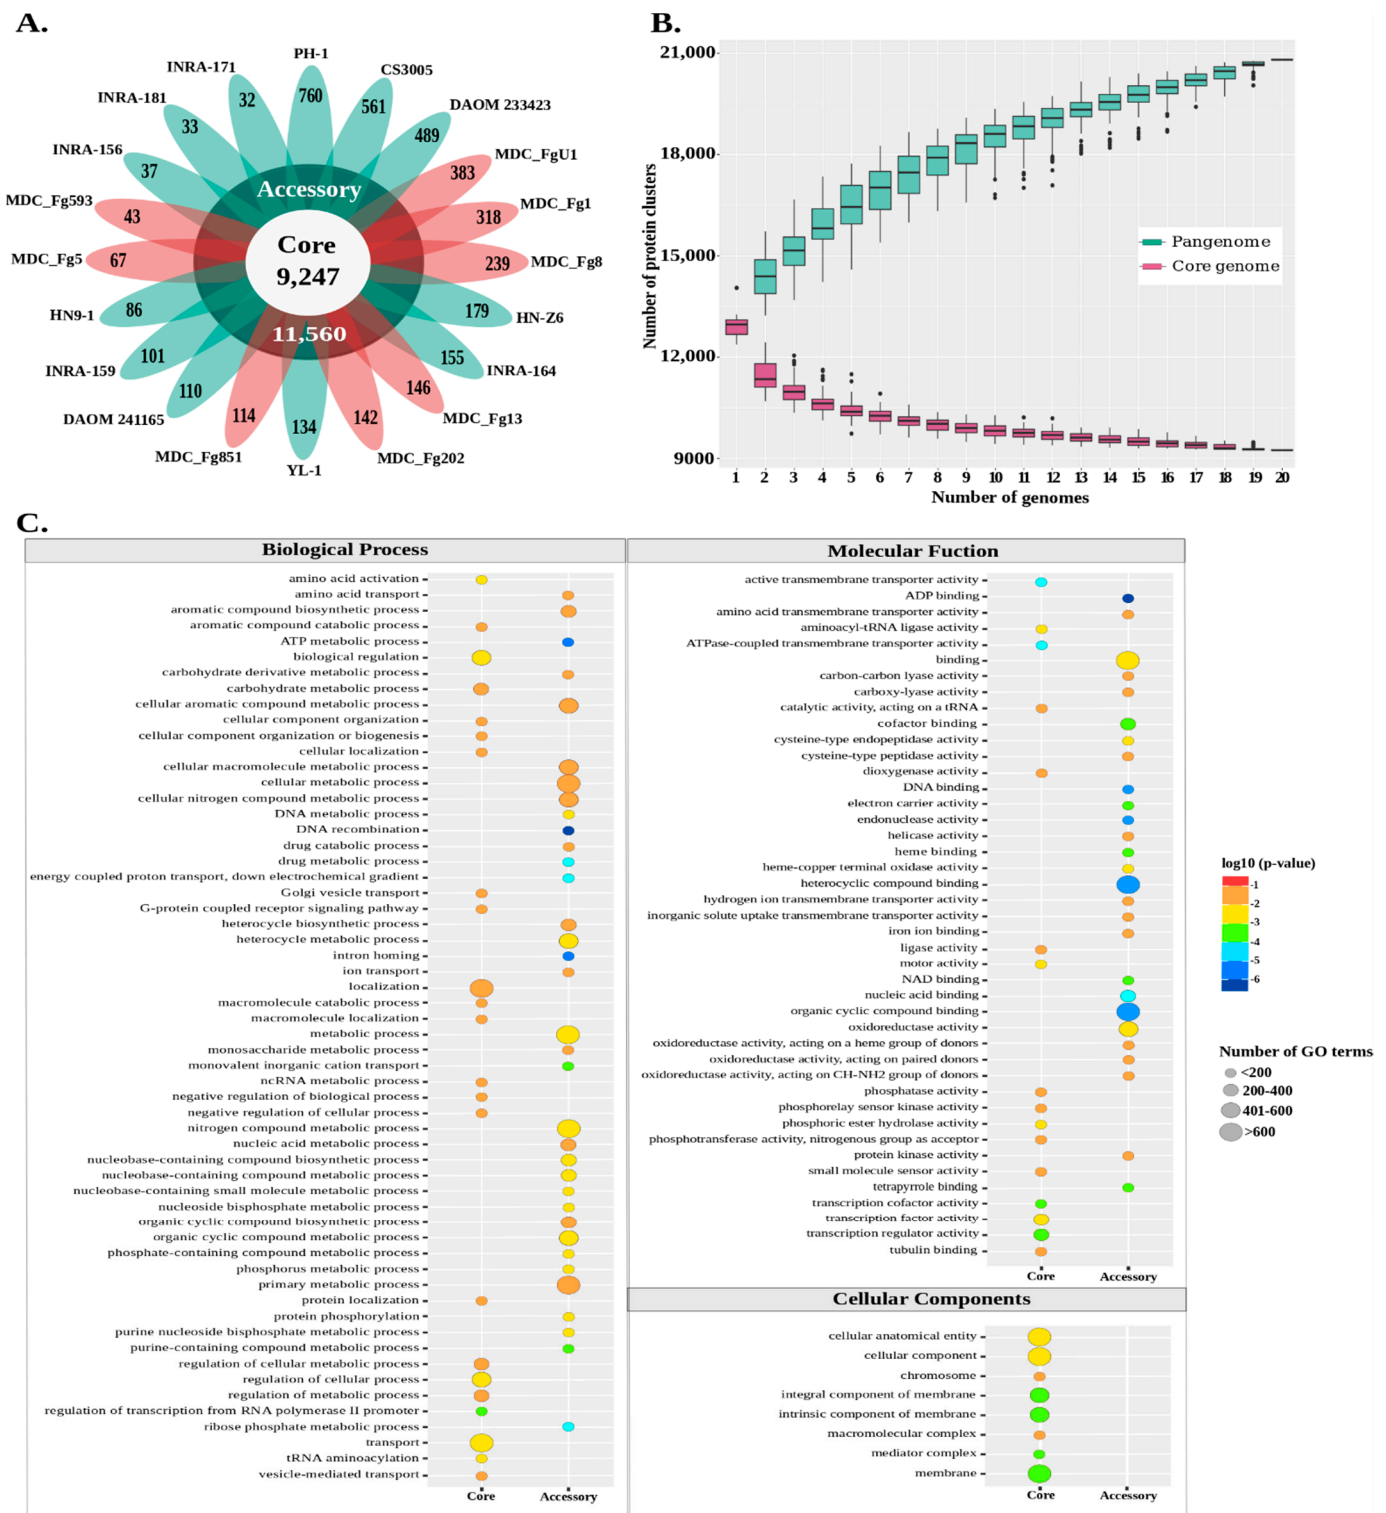 A.
PH-1
INRA-171
CS3005
INRA-181
DAOM 233423
INRA-156
MDC_FgU1
MDC_Fg593
MDC_Fg1
MDC_Fg5
MDC_Fg8
HN9-1
HN-Z6
INRA-159
INRA-164
DAOM 241165
MDC_Fg13
MDC_Fg851
MDC_Fg202
YL-1
760
32
561
33
489
37
383
43
318
67
239
86
179
101
155
110
146
114
142
134
Accessory
Core
9,247
11,560
B.
Number of protein clusters
21,000
18,000
15,000
12,000
9000
Pangenome
Core genome
1 2 3 4 5 6 7 8 9 10 11 12 13 14 15 16 17 18 19 20
Number of genomes
C.
Biological Process
amino acid activation
amino acid transport
aromatic compound biosynthetic process
aromatic compound catabolic process
ATP metabolic process
biological regulation
carbohydrate derivative metabolic process
carbohydrate metabolic process
cellular aromatic compound metabolic process
cellular component organization
cellular component organization or biogenesis
cellular localization
cellular macromolecule metabolic process
cellular metabolic process
cellular nitrogen compound metabolic process
DNA metabolic process
DNA recombination
drug catabolic process
drug metabolic process
energy coupled proton transport, down electrochemical gradient
Golgi vesicle transport
G-protein coupled receptor signaling pathway
heterocycle biosynthetic process
heterocycle metabolic process
intron homing
ion transport
localization
macromolecule catabolic process
macromolecule localization
metabolic process
monosaccharide metabolic process
monovalent inorganic cation transport
ncRNA metabolic process
negative regulation of biological process
negative regulation of cellular process
nitrogen compound metabolic process
nucleic acid metabolic process
nucleobase-containing compound biosynthetic process
nucleobase-containing compound metabolic process
nucleobase-containing small molecule metabolic process
nucleoside bisphosphate metabolic process
organic cyclic compound biosynthetic process
organic cyclic compound metabolic process
phosphate-containing compound metabolic process
phosphorus metabolic process
primary metabolic process
protein localization
protein phosphorylation
purine nucleoside bisphosphate metabolic process
purine-containing compound metabolic process
regulation of cellular metabolic process
regulation of cellular process
regulation of metabolic process
regulation of transcription from RNA polymerase II promoter
ribose phosphate metabolic process
transport
tRNA aminoacylation
vesicle-mediated transport
Core Accessory
Molecular Fuction
active transmembrane transporter activity
ADP binding
amino acid transmembrane transporter activity
aminoacyl-tRNA ligase activity
ATPase-coupled transmembrane transporter activity
binding
carbon-carbon lyase activity
carboxy-lyase activity
catalytic activity, acting on a tRNA
cofactor binding
cysteine-type endopeptidase activity
cysteine-type peptidase activity
dioxygenase activity
DNA binding
electron carrier activity
endonuclease activity
helicase activity
heme binding
heme-copper terminal oxidase activity
heterocyclic compound binding
hydrogen ion transmembrane transporter activity
inorganic solute uptake transmembrane transporter activity
iron ion binding
ligase activity
motor activity
NAD binding
nucleic acid binding
organic cyclic compound binding
oxidoreductase activity
oxidoreductase activity, acting on a heme group of donors
oxidoreductase activity, acting on paired donors
oxidoreductase activity, acting on CH-NH2 group of donors
phosphatase activity
phosphorelay sensor kinase activity
phosphoric ester hydrolase activity
phosphotransferase activity, nitrogenous group as acceptor
protein kinase activity
small molecule sensor activity
tetrapyrrole binding
transcription cofactor activity
transcription factor activity
transcription regulator activity
tubulin binding
Core Accessory
Cellular Components
cellular anatomical entity
cellular component
chromosome
integral component of membrane
intrinsic component of membrane
macromolecular complex
mediator complex
membrane
Core Accessory
log10 (p-value)
-1
-2
-3
-4
-5
-6
Number of GO terms
<200
200-400
401-600
>600